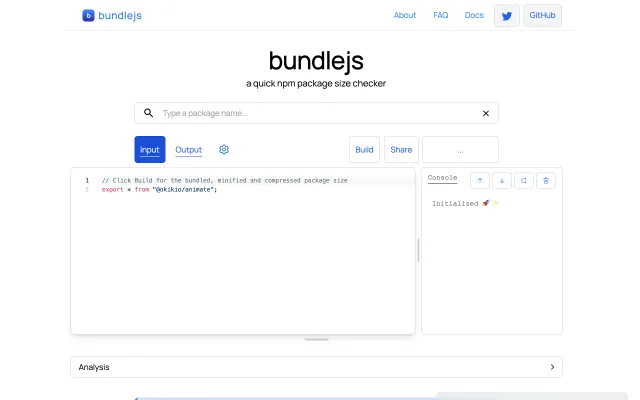 b bundlejs
About FAQ Docs GitHub
bundlejs
a quick npm package size checker
Type a package name...
Input Output Build Share ...
1 // Click Build for the bundled, minified and compressed package size
2 export * from "@okikio/animate";
Console
Initialized 🚀✨
Analysis